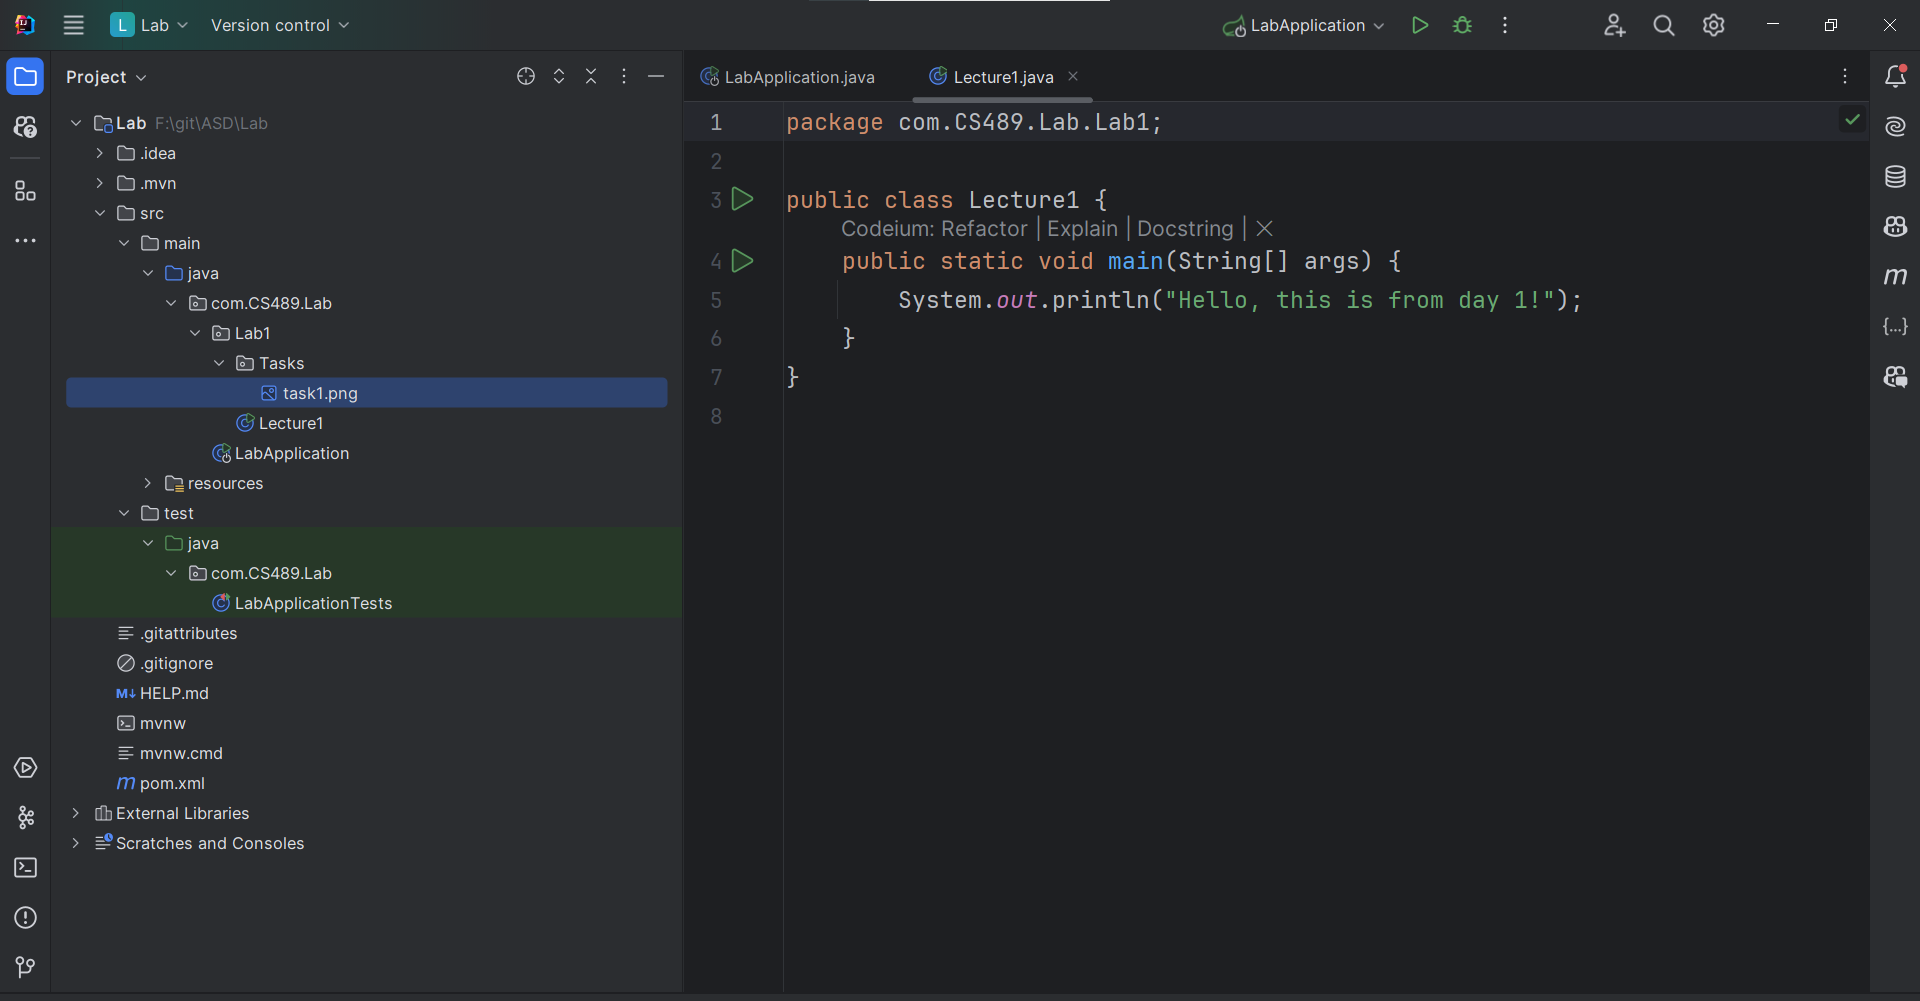 L Lab
Version control
LabApplication
Project
LabApplication.java
Lecture1.java
Lab F:\git\ASD\Lab
.idea
.mvn
src
main
java
com.CS489.Lab
Lab1
Tasks
task1.png
Lecture1
LabApplication
resources
test
java
com.CS489.Lab
LabApplicationTests
.gitattributes
.gitignore
M↓ HELP.md
mvnw
mvnw.cmd
m pom.xml
External Libraries
Scratches and Consoles
1 package com.CS489.Lab.Lab1;
2
3 public class Lecture1 {
Codeium: Refactor | Explain | Docstring | ×
4 public static void main(String[] args) {
5 System.out.println("Hello, this is from day 1!");
6 }
7 }
8
m
{...}